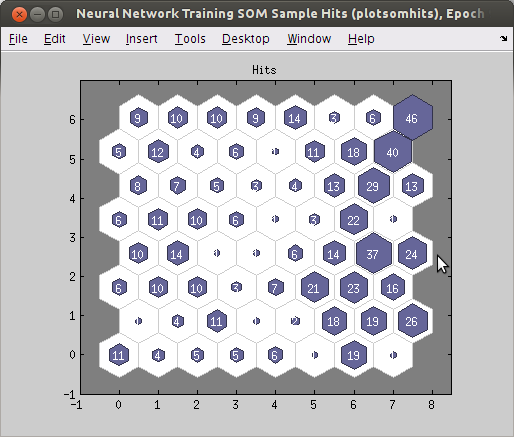 Neural Network Training SOM Sample Hits (plotsomhits), Epoch
File Edit View Insert Tools Desktop Window Help
Hits
6 9 10 10 9 14 3 6 46
5 5 12 4 6 11 18 40
8 7 5 3 4 13 29 13
4
6 11 10 6 3 22
3
10 14 6 14 37 24
2
6 10 10 3 7 21 23 16
1
4 11 2 18 19 26
0 11 4 5 5 6 19
-1
-1 0 1 2 3 4 5 6 7 8